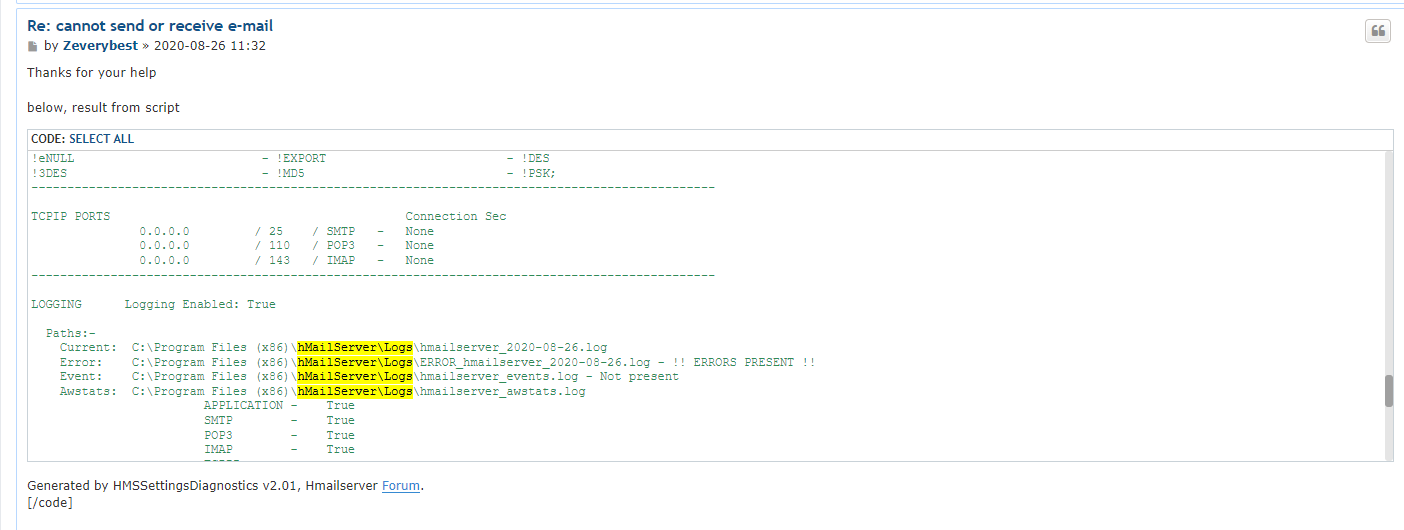 Re: cannot send or receive e-mail
by Zeverybest » 2020-08-26 11:32
Thanks for your help
below, result from script
CODE: SELECT ALL
!eNULL - !EXPORT - !DES
!3DES - !MD5 - !PSK;
-----------------------------------------------------------------------------------------------
TCPIP PORTS Connection Sec
0.0.0.0 / 25 / SMTP - None
0.0.0.0 / 110 / POP3 - None
0.0.0.0 / 143 / IMAP - None
-----------------------------------------------------------------------------------------------
LOGGING Logging Enabled: True
Paths:-
Current: C:\Program Files (x86)\hMailServer\Logs\hmailserver_2020-08-26.log
Error: C:\Program Files (x86)\hMailServer\Logs\ERROR_hmailserver_2020-08-26.log - !! ERRORS PRESENT !!
Event: C:\Program Files (x86)\hMailServer\Logs\hmailserver_events.log - Not present
Awstats: C:\Program Files (x86)\hMailServer\Logs\hmailserver_awstats.log
APPLICATION - True
SMTP - True
POP3 - True
IMAP - True
Generated by HMSSettingsDiagnostics v2.01, Hmailserver Forum.
[/code]